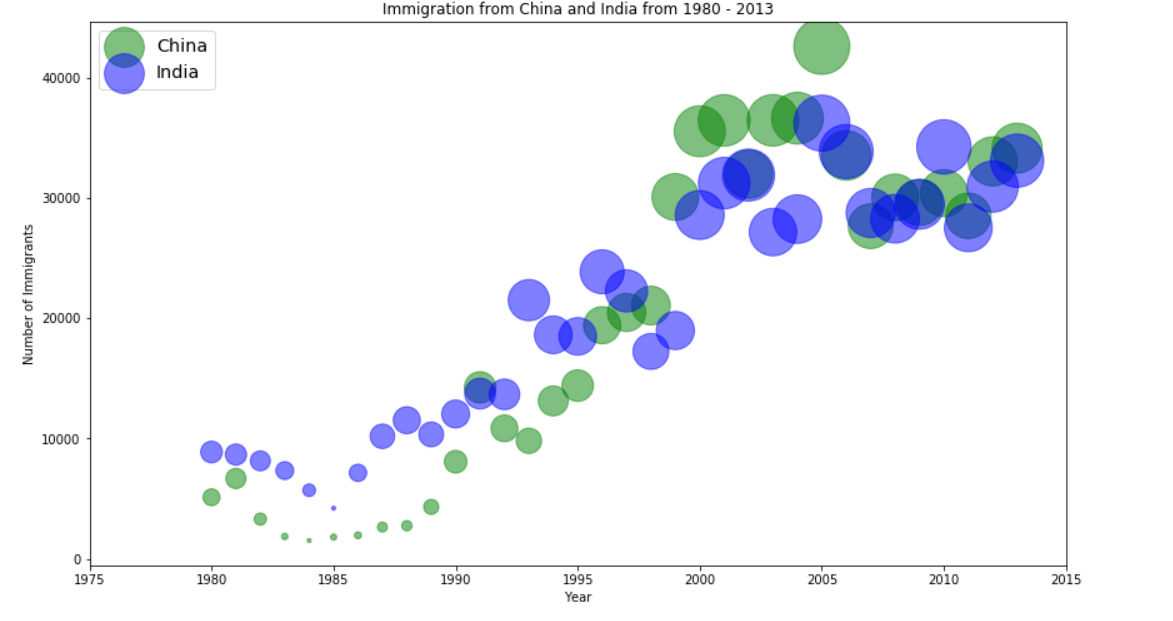 Immigration from China and India from 1980 - 2013
China
India
Number of Immigrants
40000
30000
20000
10000
0
1975 1980 1985 1990 1995 2000 2005 2010 2015
Year